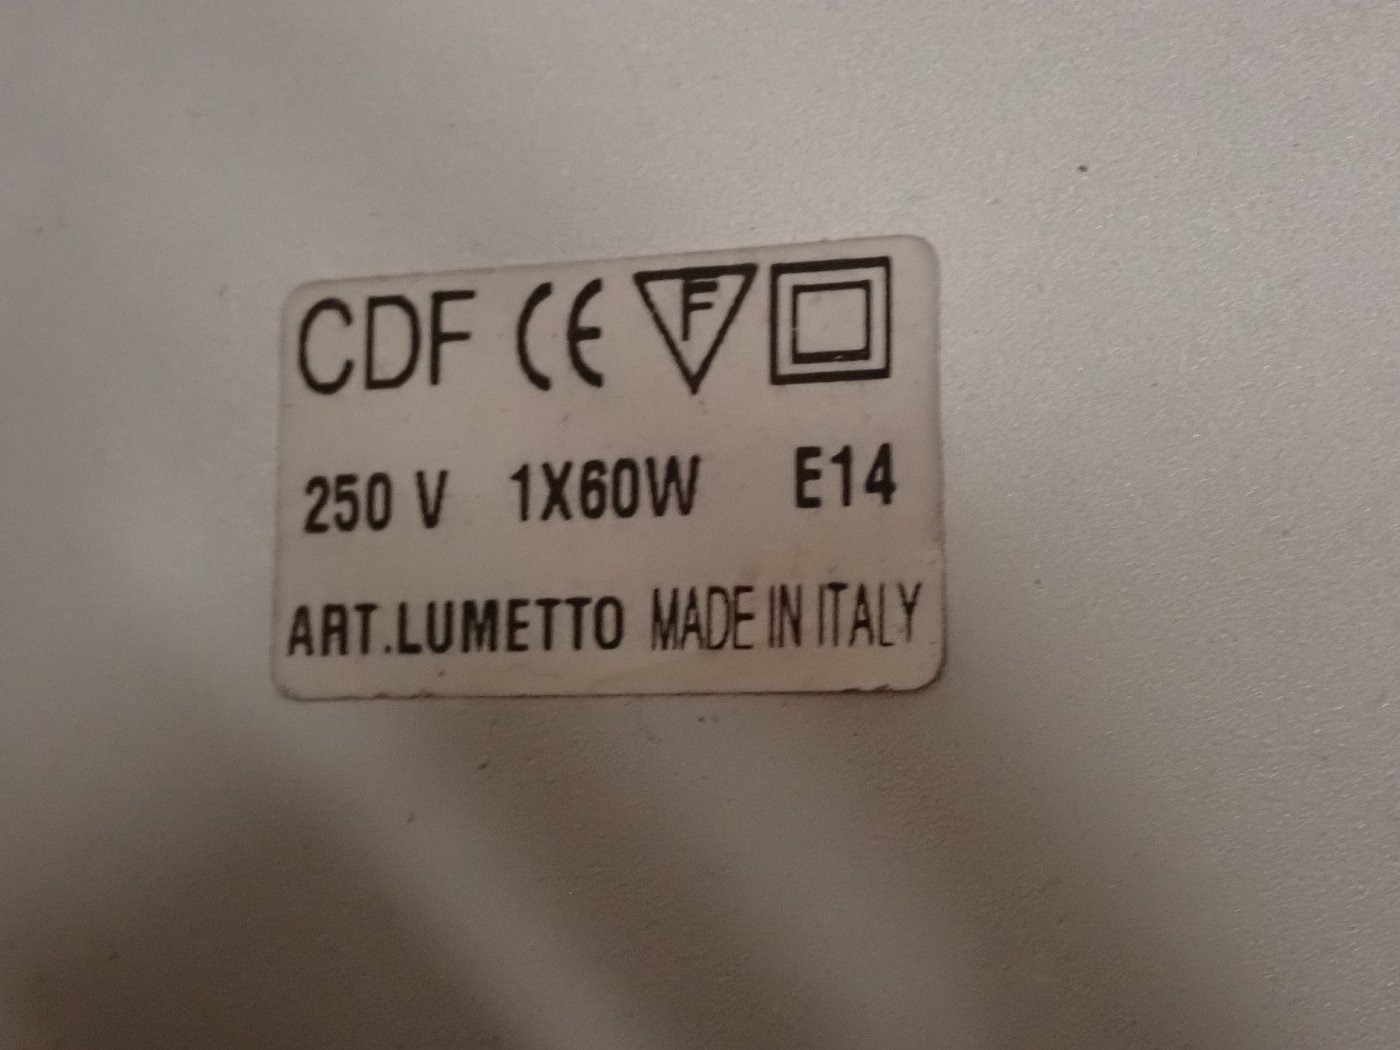 CDF CE F
250 V 1X60W E14
ART.LUMETTO MADE IN ITALY